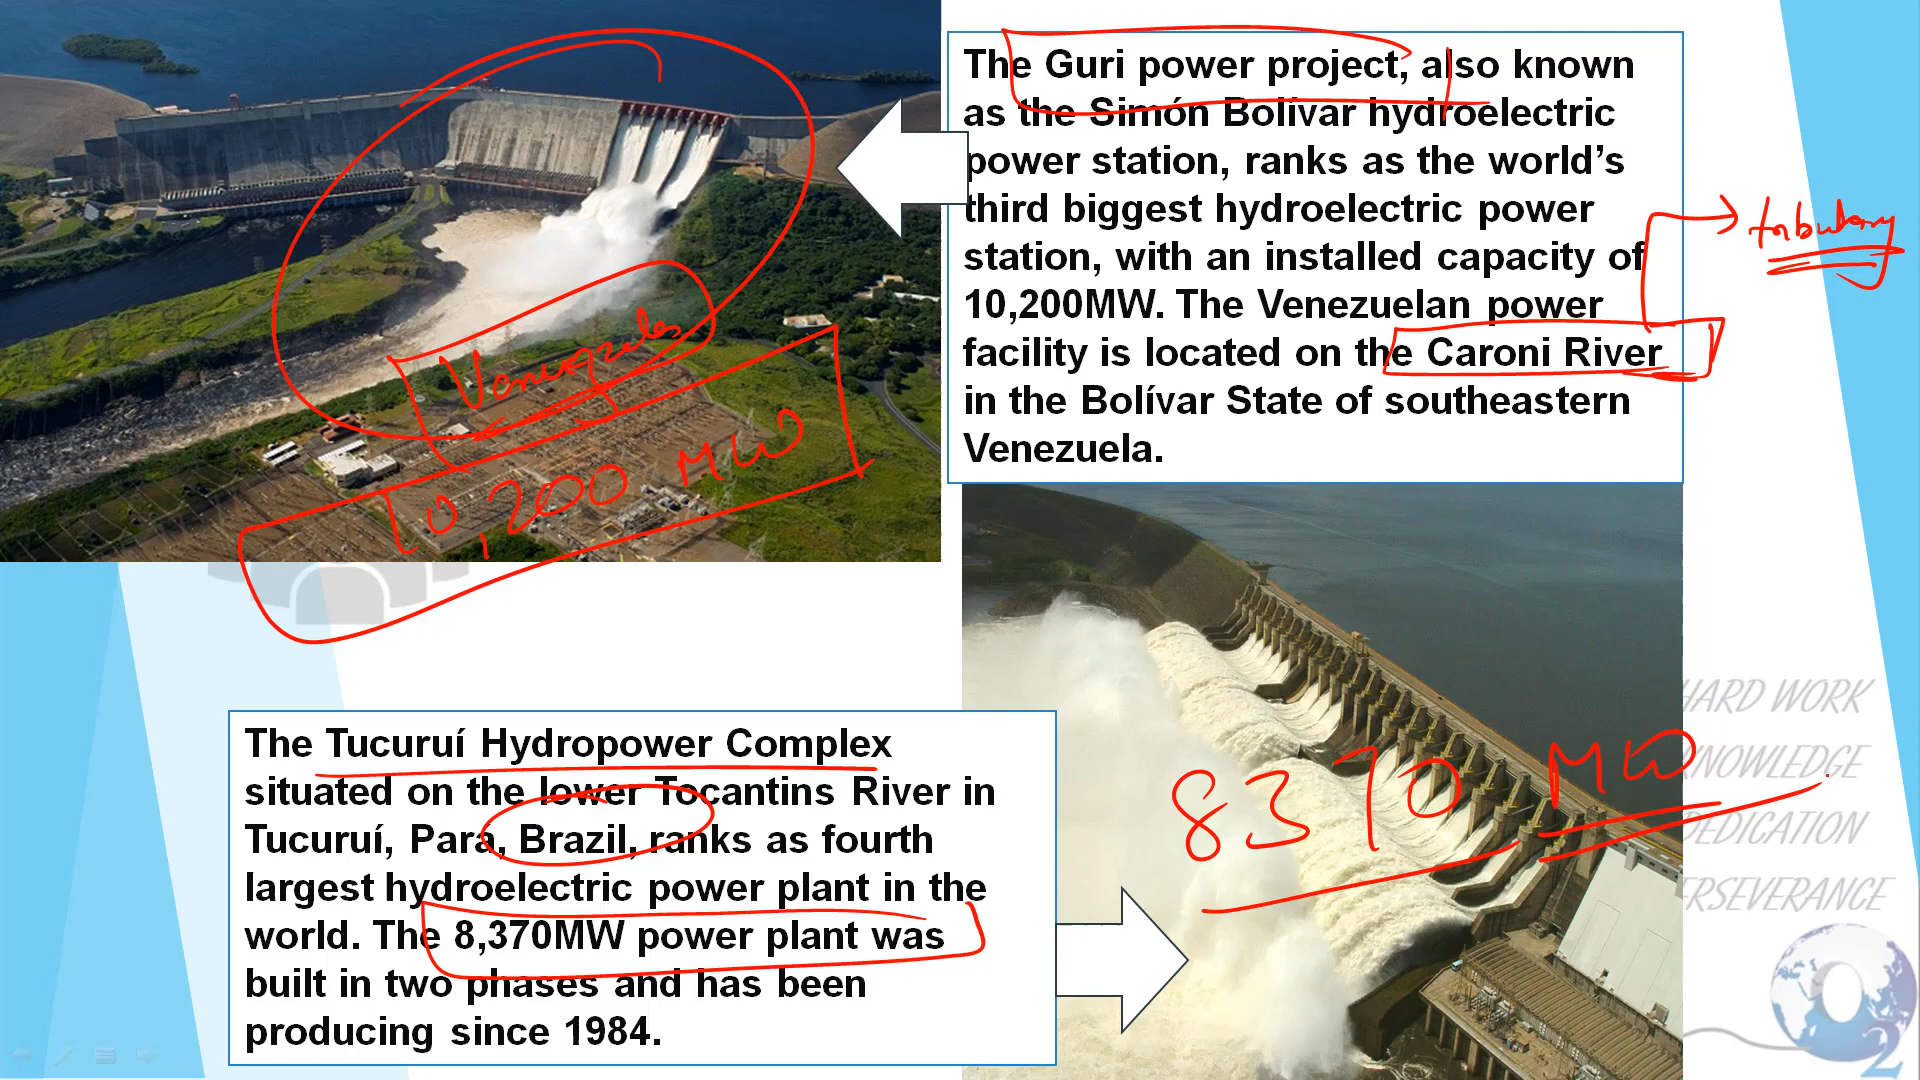 The Guri power project, also known
as the Simón Bolívar hydroelectric
power station, ranks as the world’s
third biggest hydroelectric power
station, with an installed capacity of
10,200MW. The Venezuelan power
facility is located on the Caroni River
in the Bolívar State of southeastern
Venezuela.
Venezuela
10,200 MW
The Tucuruí Hydropower Complex
situated on the lower Tocantins River in
Tucuruí, Para, Brazil, ranks as fourth
largest hydroelectric power plant in the
world. The 8,370MW power plant was
built in two phases and has been
producing since 1984.
8370 MW
HARD WORK
KNOWLEDGE
DEDICATION
PERSEVERANCE
O2